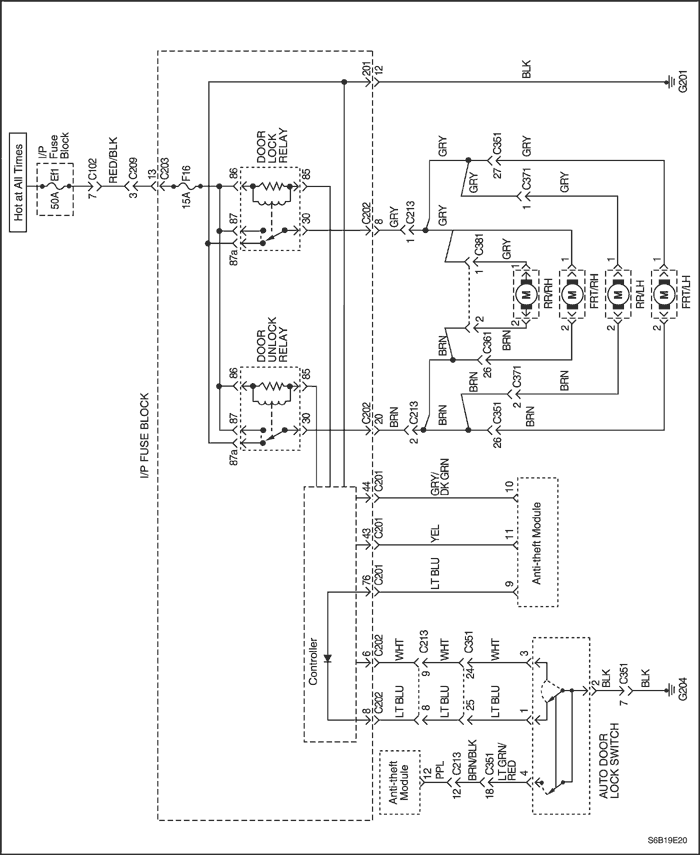 Hot at All Times
I/P
Fuse
Block
50A
Ef1
7
C102
RED/BLK
3
C209
13
C203
15A
F16
I/P FUSE BLOCK
DOOR
LOCK
RELAY
86
85
87
87a
30
DOOR
UNLOCK
RELAY
86
85
87
87a
30
201
12
BLK
G201
C202
8
GRY
1
C213
GRY
C351
27
GRY
GRY
C371
1
GRY
C381
1
GRY
2
BRN
C361
26
BRN
C202
20
BRN
C213
2
BRN
C371
2
BRN
C351
26
BRN
1
M
2
RR/RH
1
M
2
FRT/RH
1
M
2
RR/LH
1
M
2
FRT/LH
Controller
44
C201
GRY/
DK GRN
10
43
C201
YEL
11
76
C201
LT BLU
9
Anti-theft Module
6
C202
WHT
C213
9
WHT
C351
24
WHT
3
8
C202
LT BLU
8
LT BLU
25
LT BLU
1
Anti-theft
Module
12
PPL
C213
12
BRN/BLK
C351
18
LT GRN/
RED
4
AUTO DOOR
LOCK SWITCH
2
BLK
C351
7
BLK
G204
S6B19E20